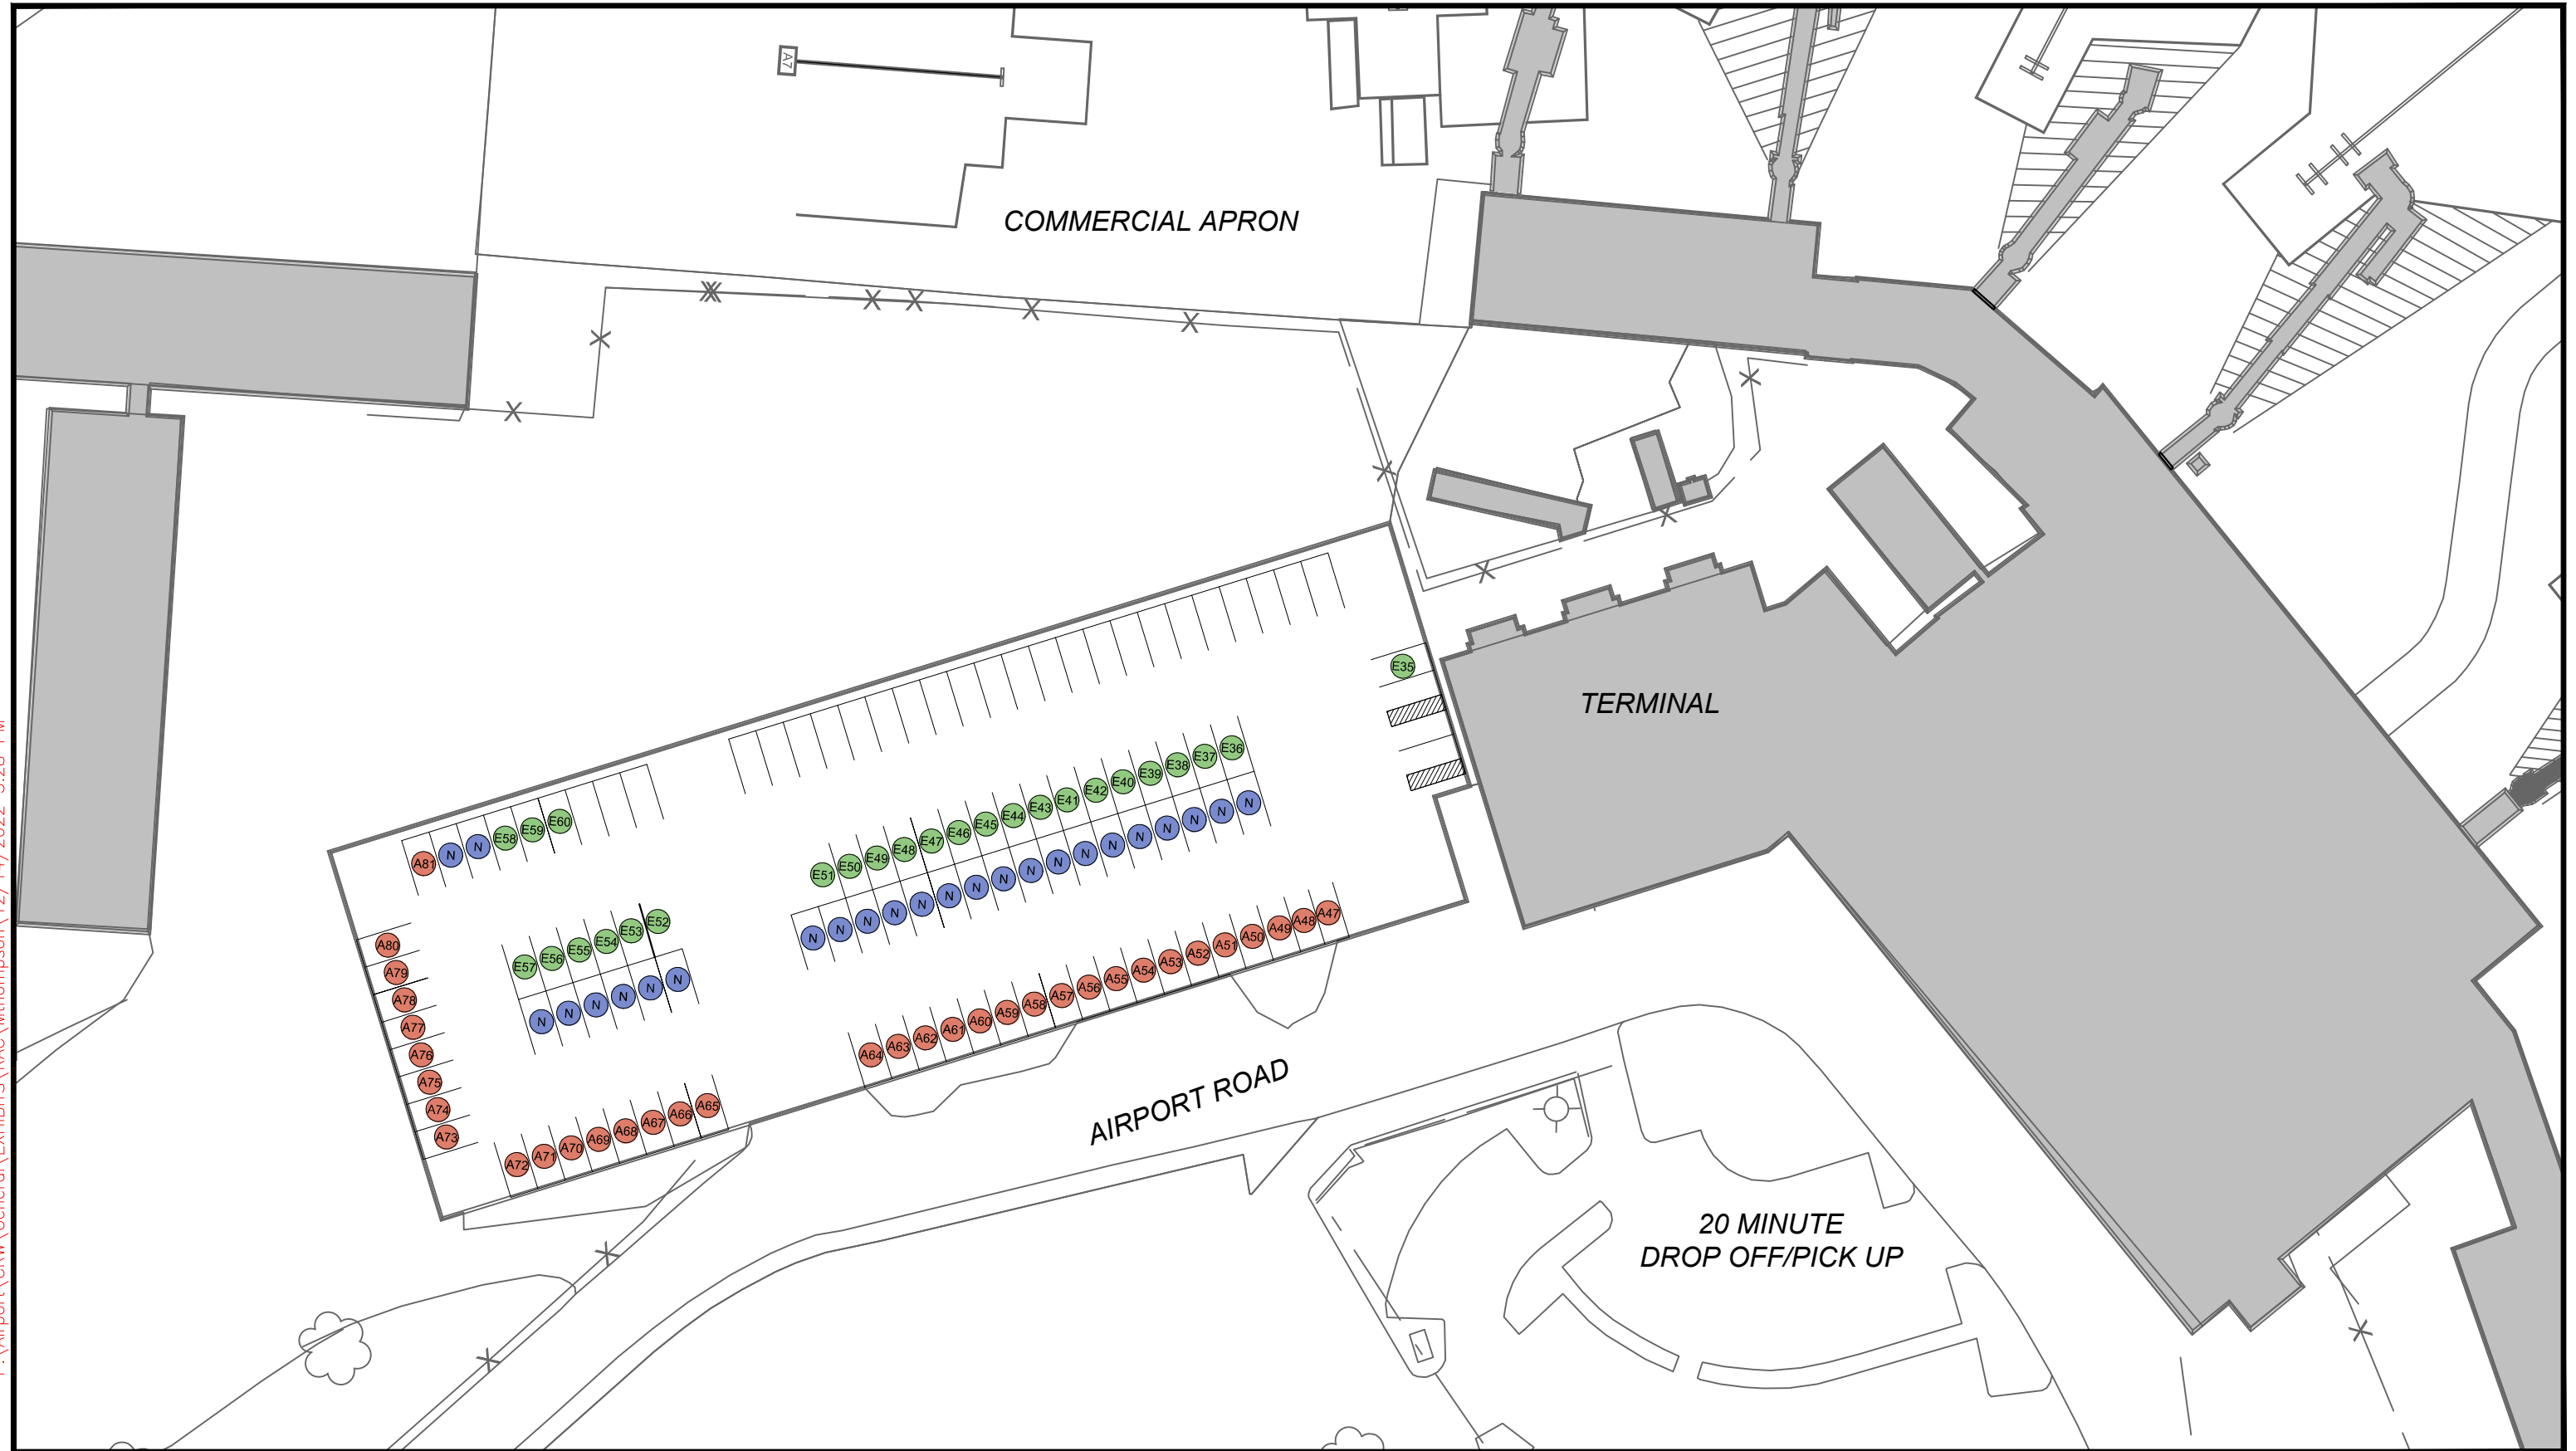 A7
COMMERCIAL APRON
TERMINAL
E35
E51 E50 E49 E48 E47 E46 E45 E44 E43 E41 E42 E40 E39 E38 E37 E36
N N N N N N N N N N N N N N N N N
A81 N N E58 E59 E60
E57 E56 E55 E54 E53 E52
N N N N N N
A80
A79
A78
A77
A76
A75
A74
A73
A64 A63 A62 A61 A60 A59 A58 A57 A56 A55 A54 A53 A52 A51 A50 A49 A48 A47
A72 A71 A70 A69 A68 A67 A66 A65
AIRPORT ROAD
20 MINUTE
DROP OFF/PICK UP